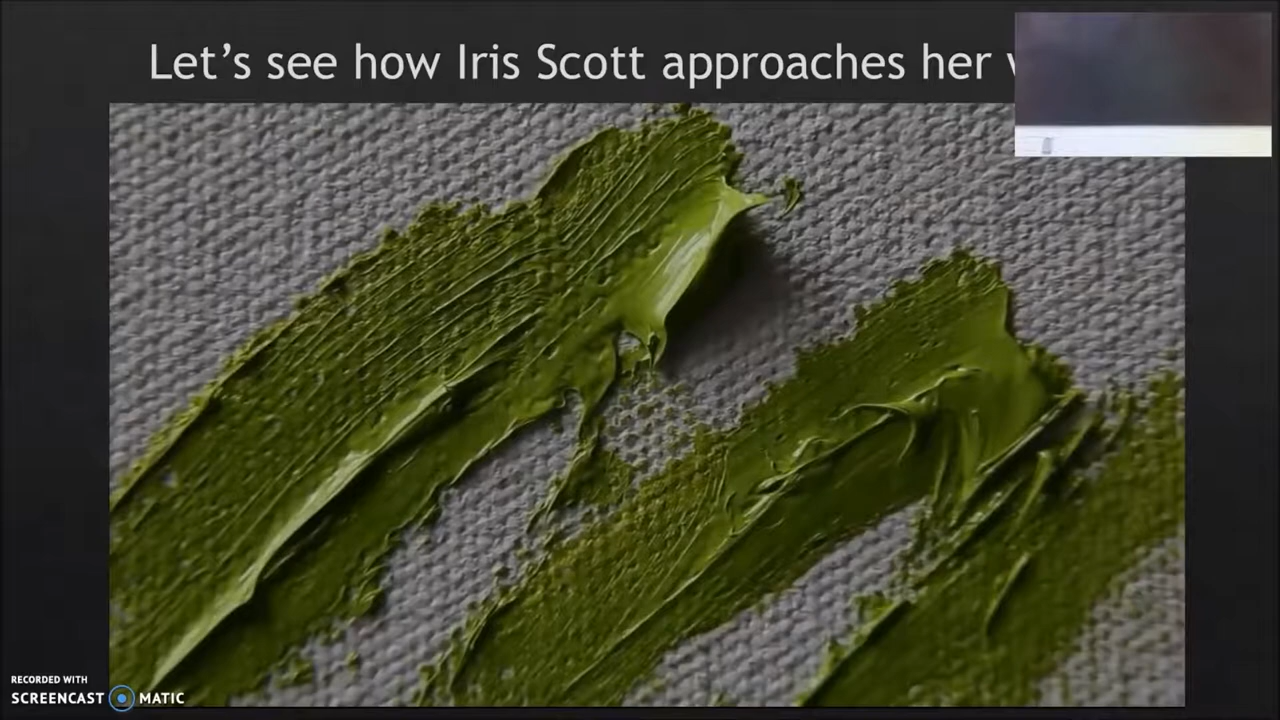 Let's see how Iris Scott approaches her
RECORDED WITH
SCREENCAST MATIC